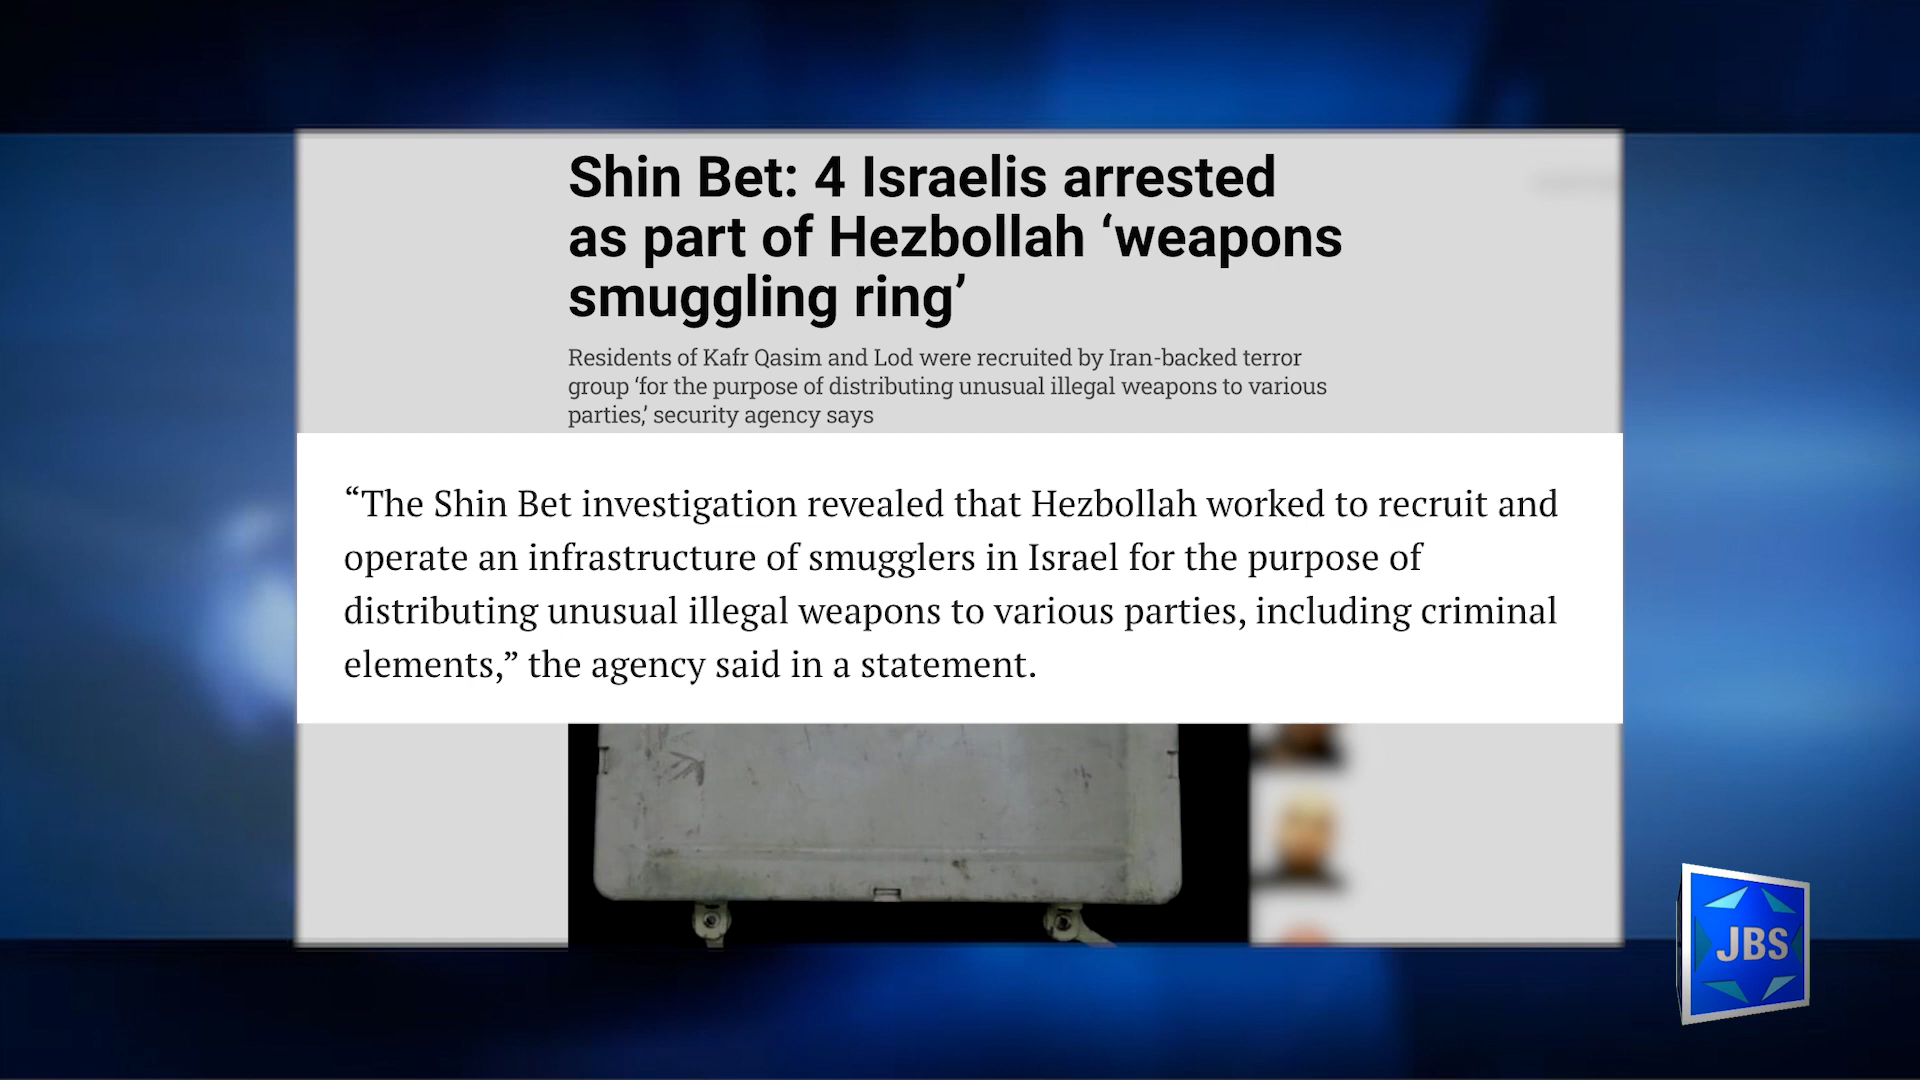 Shin Bet: 4 Israelis arrested
as part of Hezbollah ‘weapons
smuggling ring’
Residents of Kafr Qasim and Lod were recruited by Iran-backed terror
group ‘for the purpose of distributing unusual illegal weapons to various
parties,’ security agency says
“The Shin Bet investigation revealed that Hezbollah worked to recruit and
operate an infrastructure of smugglers in Israel for the purpose of
distributing unusual illegal weapons to various parties, including criminal
elements,” the agency said in a statement.
JBS